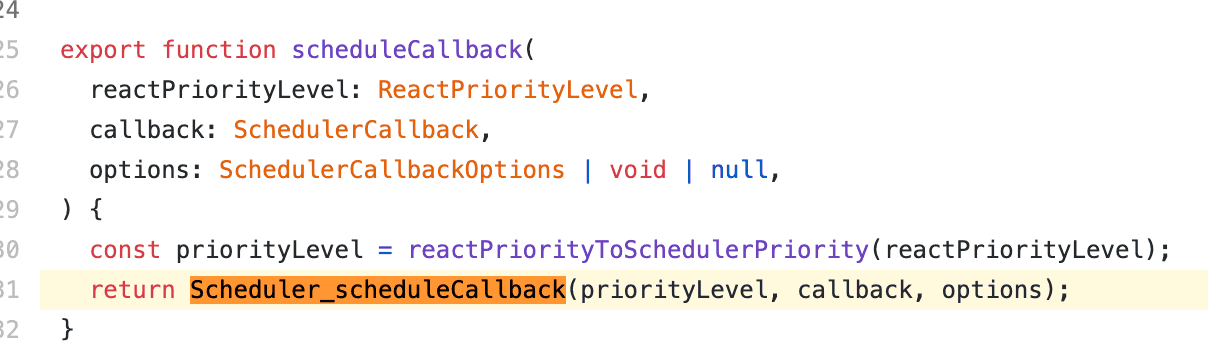 24
25 export function scheduleCallback(
26 reactPriorityLevel: ReactPriorityLevel,
27 callback: SchedulerCallback,
28 options: SchedulerCallbackOptions | void | null,
29 ) {
30 const priorityLevel = reactPriorityToSchedulerPriority(reactPriorityLevel);
31 return Scheduler_scheduleCallback(priorityLevel, callback, options);
32 }